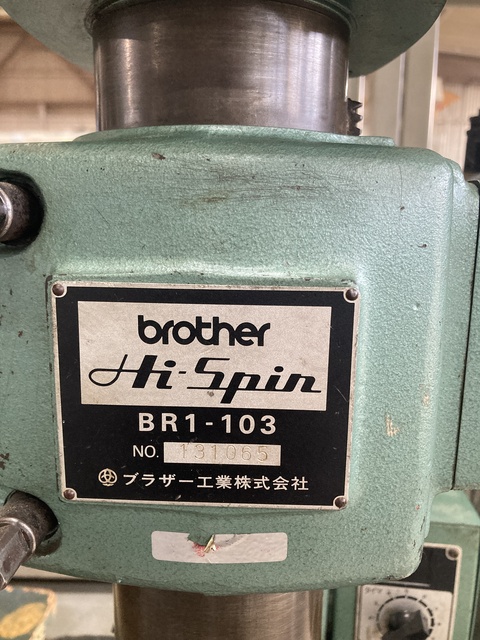 brother
Hi-Spin
BR1-103
NO. 131065
ブラザー工業株式会社